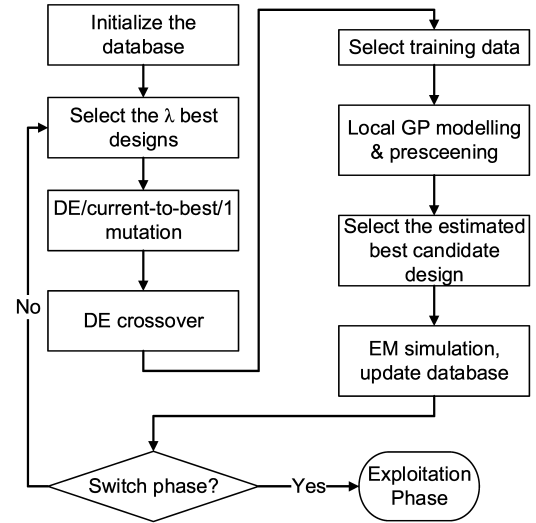 Initialize the
database
Select the λ best
designs
DE/current-to-best/1
mutation
DE crossover
Select training data
Local GP modelling
& presceening
Select the estimated
best candidate
design
EM simulation,
update database
Switch phase?
No
Yes
Exploitation
Phase